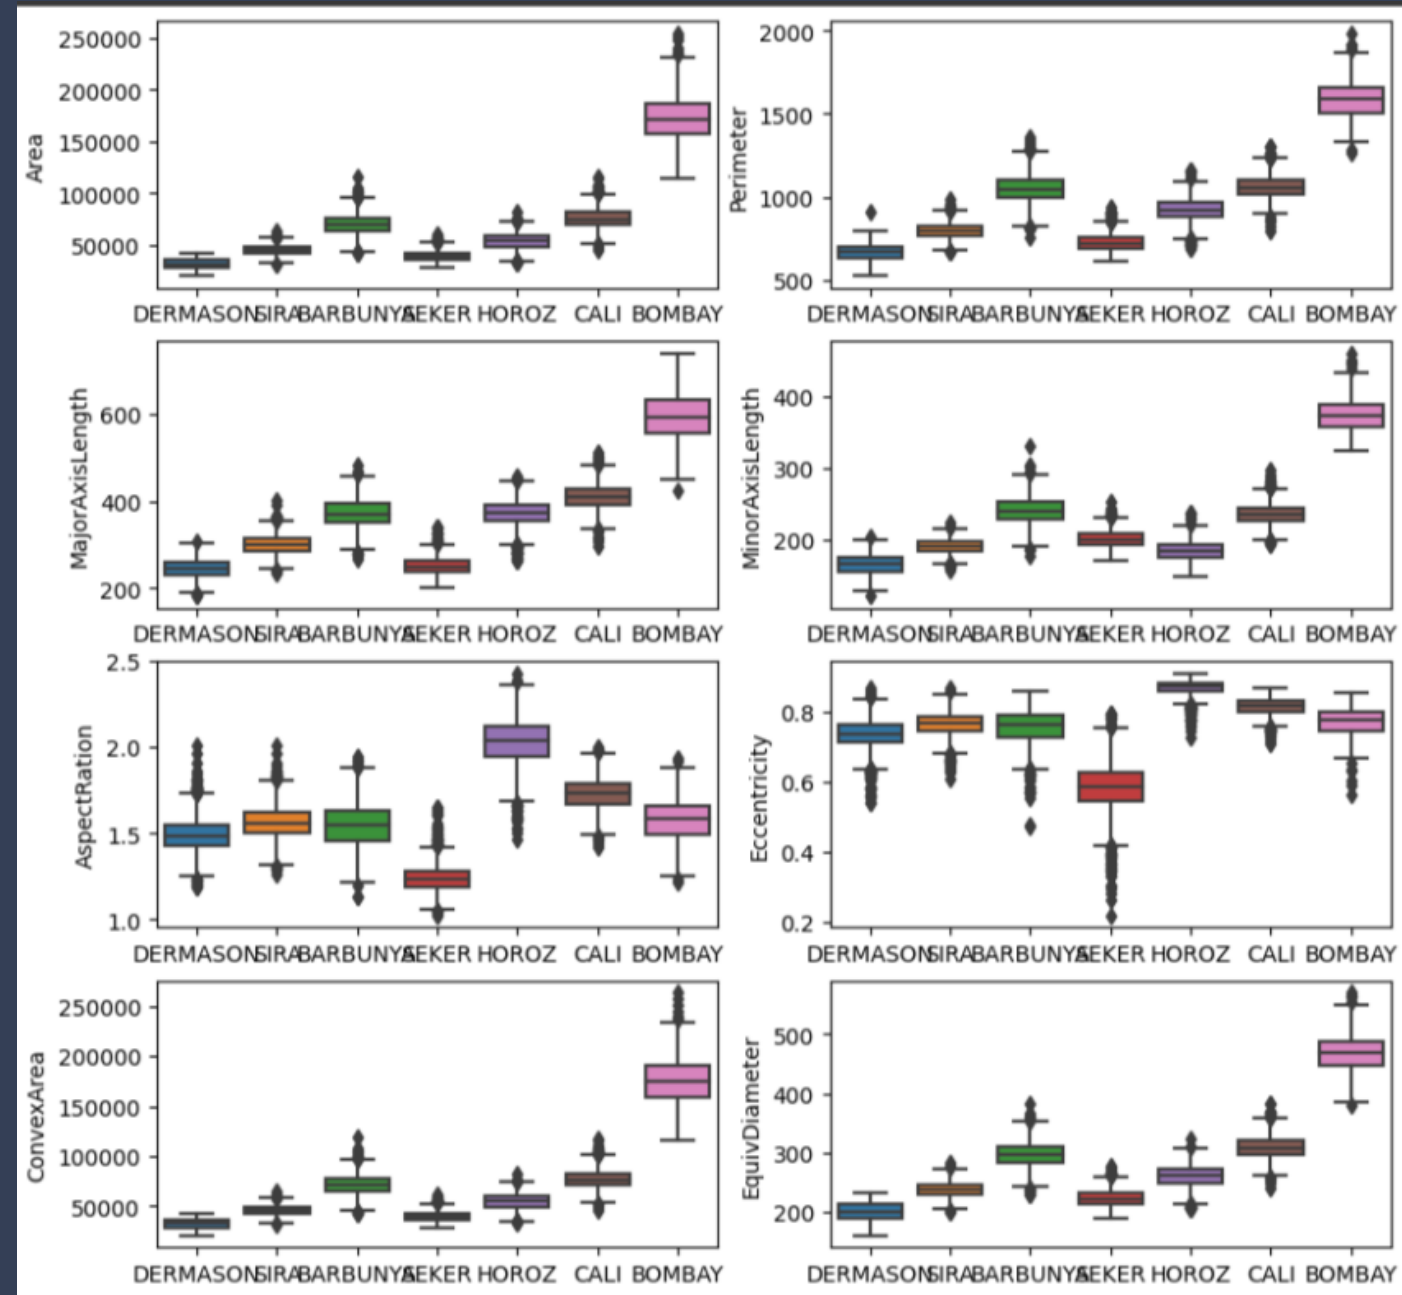 250000
200000
150000
100000
50000
Area
DERMASON SIRA BARBUNYA SEKER HOROZ CALI BOMBAY
2000
1500
1000
500
Perimeter
DERMASON SIRA BARBUNYA SEKER HOROZ CALI BOMBAY
600
400
200
MajorAxisLength
DERMASON SIRA BARBUNYA SEKER HOROZ CALI BOMBAY
400
300
200
MinorAxisLength
DERMASON SIRA BARBUNYA SEKER HOROZ CALI BOMBAY
2.5
2.0
1.5
1.0
AspectRation
DERMASON SIRA BARBUNYA SEKER HOROZ CALI BOMBAY
0.8
0.6
0.4
0.2
Eccentricity
DERMASON SIRA BARBUNYA SEKER HOROZ CALI BOMBAY
250000
200000
150000
100000
50000
ConvexArea
DERMASON SIRA BARBUNYA SEKER HOROZ CALI BOMBAY
500
400
300
200
EquivDiameter
DERMASON SIRA BARBUNYA SEKER HOROZ CALI BOMBAY